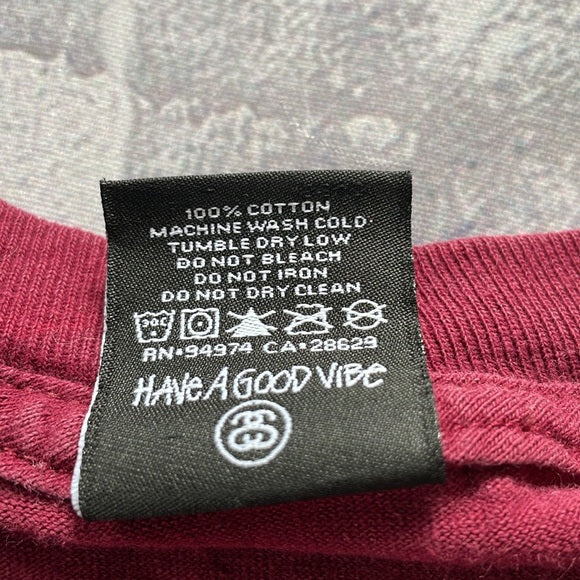 100% COTTON
MACHINE WASH COLD
TUMBLE DRY LOW
DO NOT BLEACH
DO NOT IRON
DO NOT DRY CLEAN
RN•94974 CA•28629
HAVE A GOOD VIBE